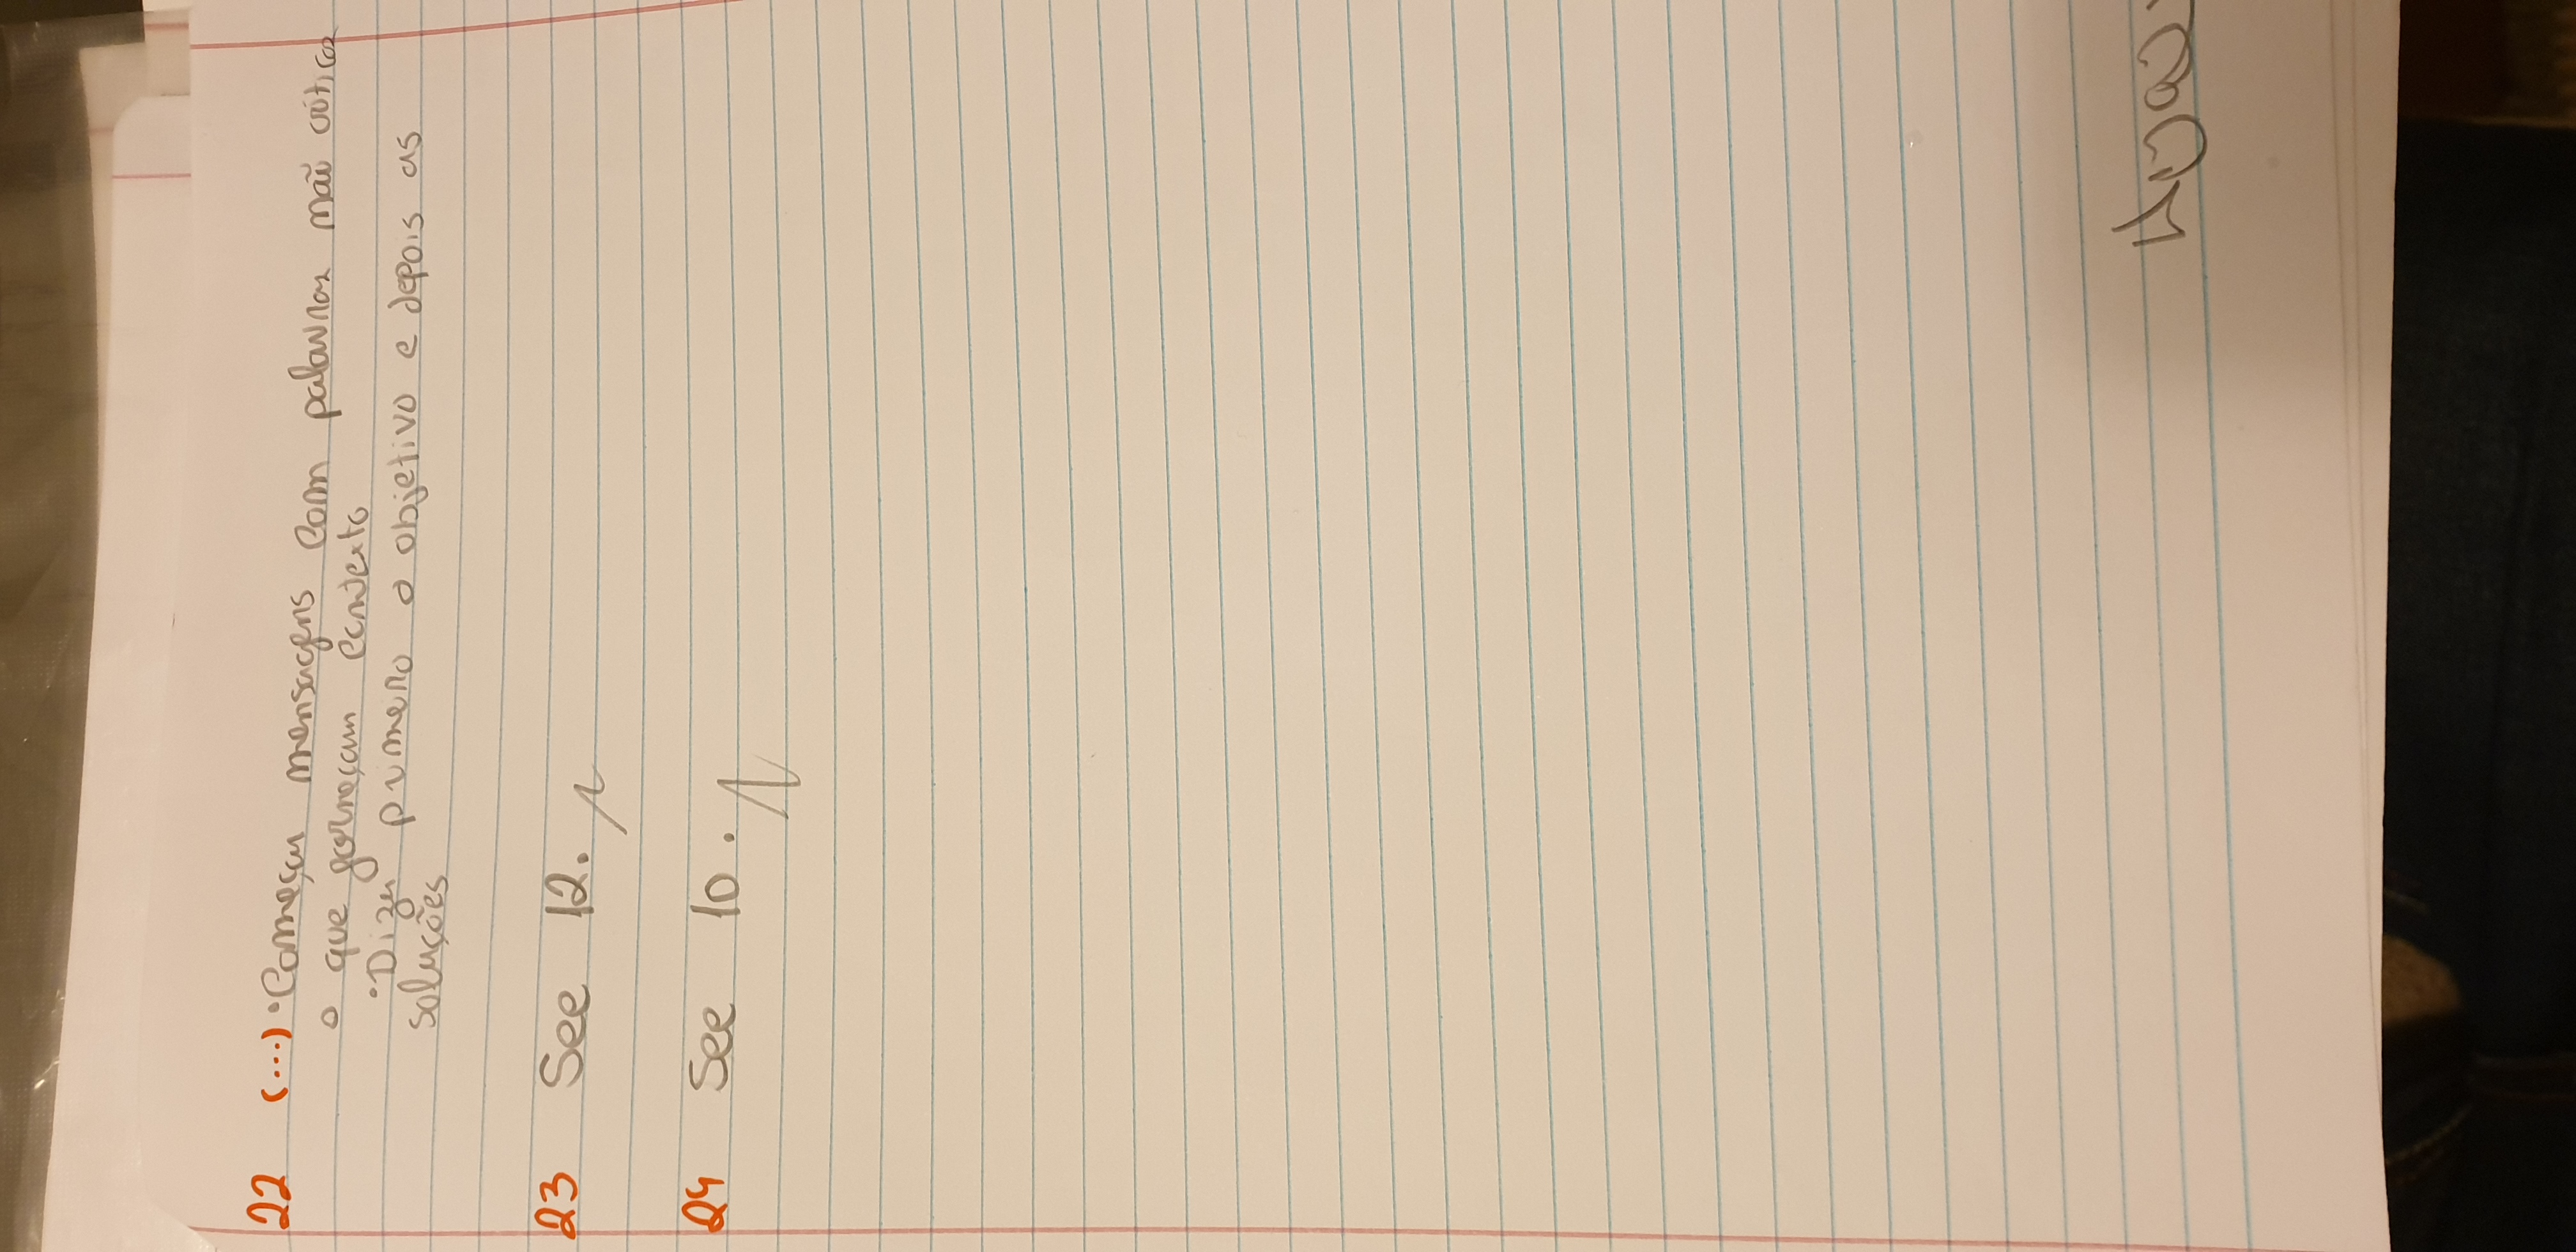 22 (...) • Começar mensagens com palavras não críticas
o que forneçam contexto
• Dizer primeiro o objetivo e depois as
soluções
23 See 12.
24 See 10.